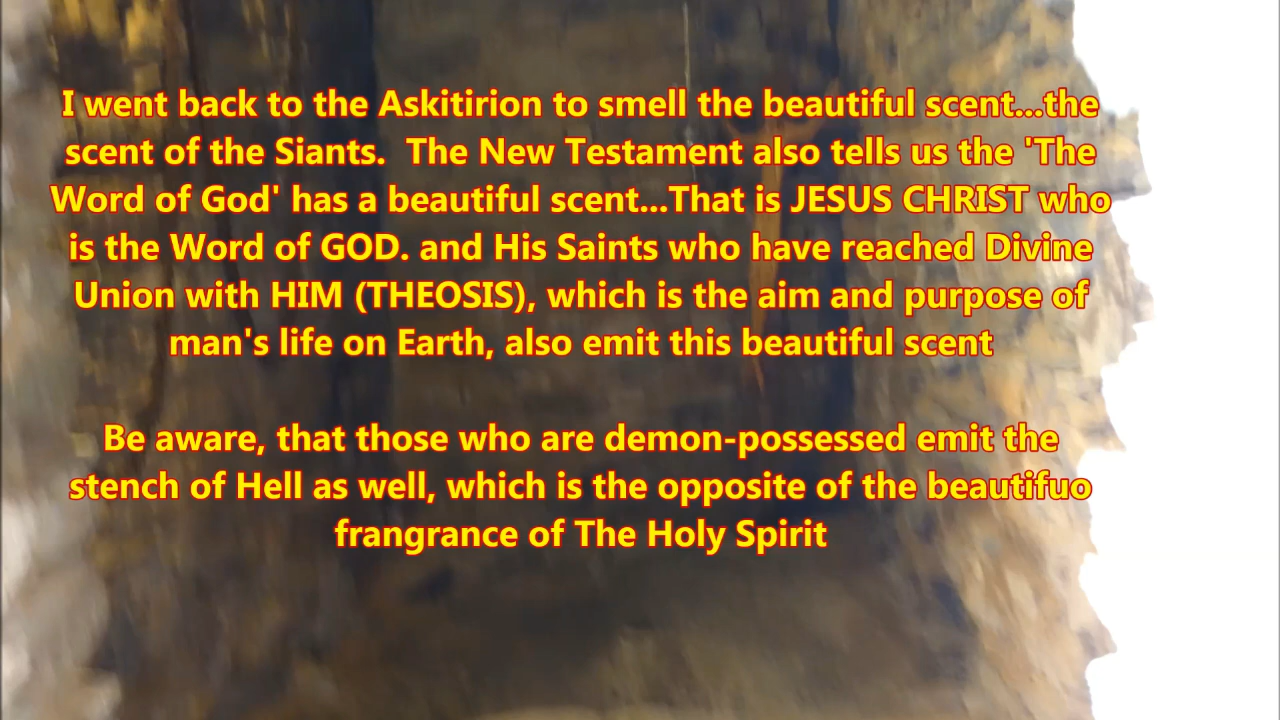 I went back to the Askitirion to smell the beautiful scent...the
scent of the Siants.  The New Testament also tells us the 'The
Word of God' has a beautiful scent...That is JESUS CHRIST who
is the Word of GOD. and His Saints who have reached Divine
Union with HIM (THEOSIS), which is the aim and purpose of
man's life on Earth, also emit this beautiful scent
Be aware, that those who are demon-possessed emit the
stench of Hell as well, which is the opposite of the beautifuo
frangrance of The Holy Spirit